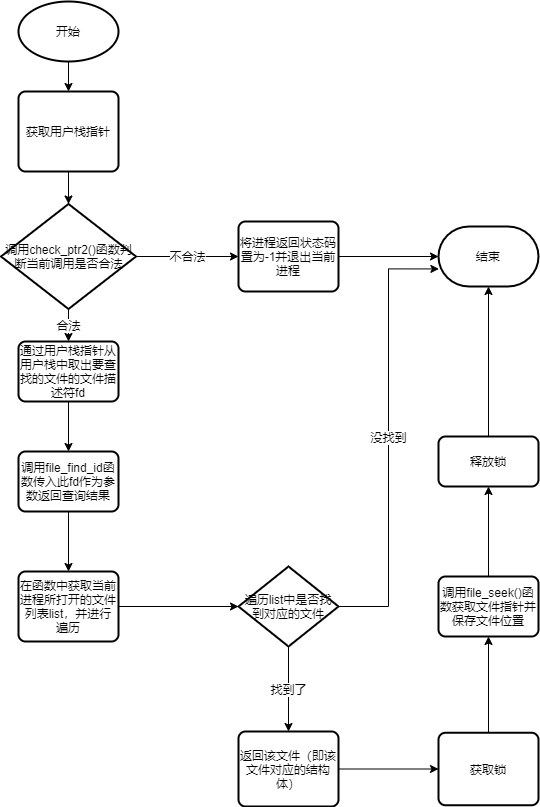 开始
获取用户栈指针
调用check_ptr2()函数判
断当前调用是否合法
不合法
将进程返回状态码
置为-1并退出当前
进程
结束
合法
通过用户栈指针从
用户栈中取出要查
找的文件的文件描
述符fd
没找到
调用file_find_id函
数传入此fd作为参
数返回查询结果
释放锁
在函数中获取当前
进程所打开的文件
列表list，并进行
遍历
遍历list中是否找
到对应的文件
调用file_seek()函
数获取文件指针并
保存文件位置
找到了
返回该文件（即该
文件对应的结构
体）
获取锁